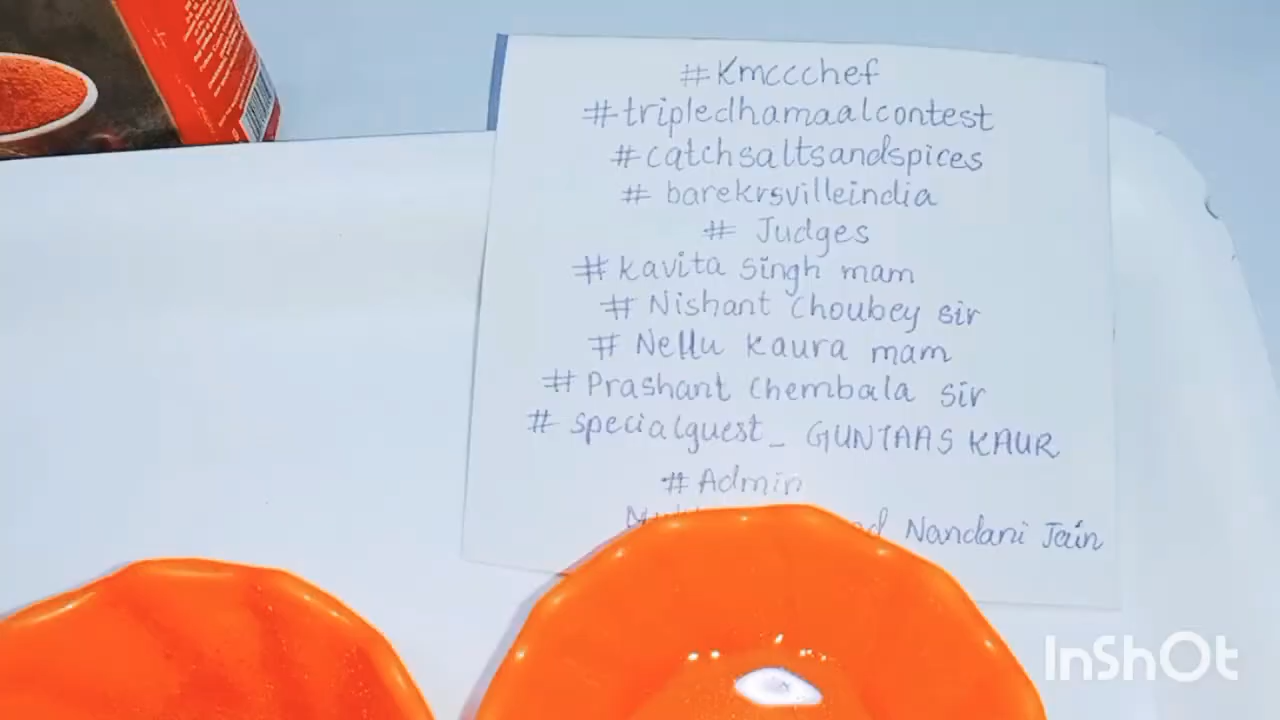 #Kmccchef
#tripledhamaalcontest
#catchsaltsandspices
# barekrsvilleindia
# Judges
#kavita singh mam
# Nishant Choubey sir
# Nellu kaura mam
# Prashant Chembala sir
# specialguest_ GUNTAAS KAUR
#Admin
Nandani Jain
InShOt